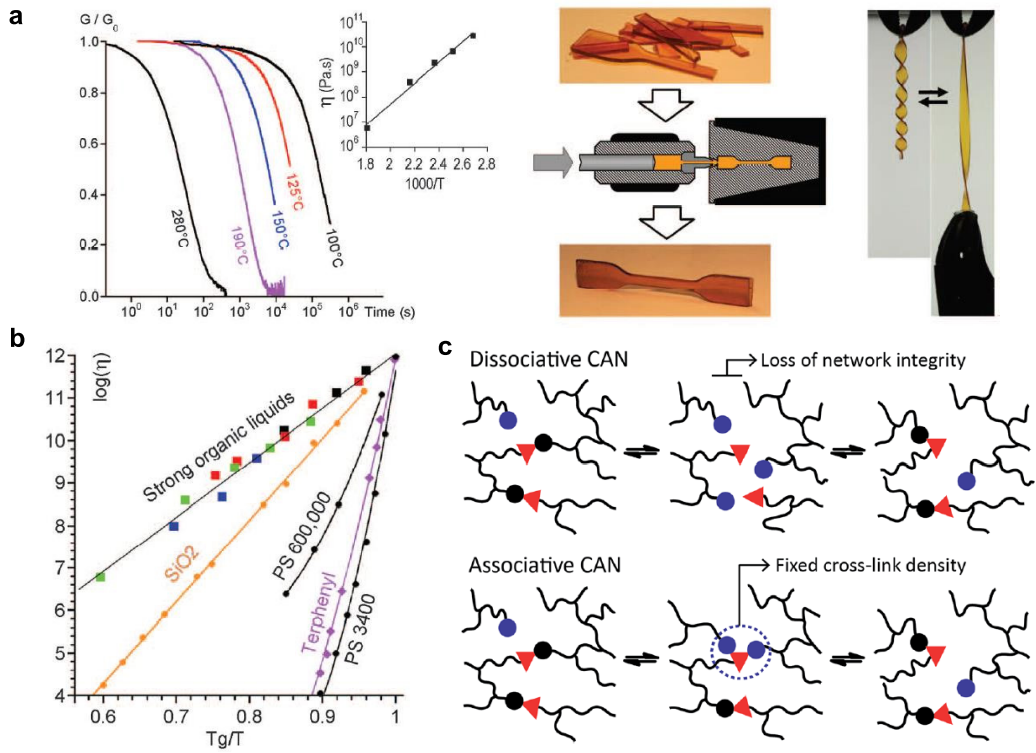 a
G / G0
1.0
0.8
0.6
0.4
0.2
0.0
280°C
190°C
150°C
125°C
100°C
10^0 10^1 10^2 10^3 10^4 10^5 10^6 Time (s)
η (Pa.s)
10^11
10^10
10^9
10^8
10^7
10^6
1.8 2 2.2 2.4 2.6 2.8
1000/T
b
log(η)
12
11
10
9
8
7
6
5
4
Strong organic liquids
SiO2
PS 600,000
Terphenyl
PS 3400
0.6 0.7 0.8 0.9 1
Tg/T
c
Dissociative CAN
Loss of network integrity
Associative CAN
Fixed cross-link density